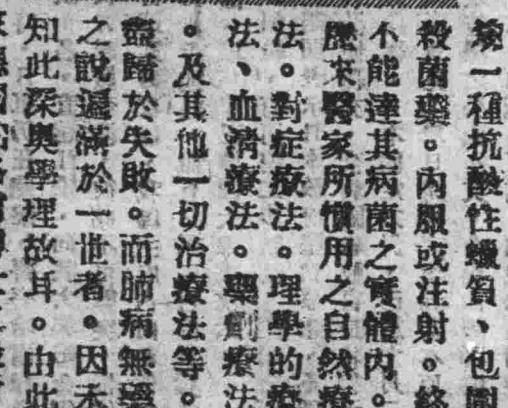 種抗酸性蠟質、包圍
殺菌藥。內服或注射。終
不能達其病菌之實體內。
歷來醫家所慣用之自然療
法。對症療法。理學的療
法、血清療法。藥劑療法
。及其他一切治療法等。
盡歸於失敗。而肺病無藥
之說遍滿於一世者。因未
知此深奧學理故耳。由此